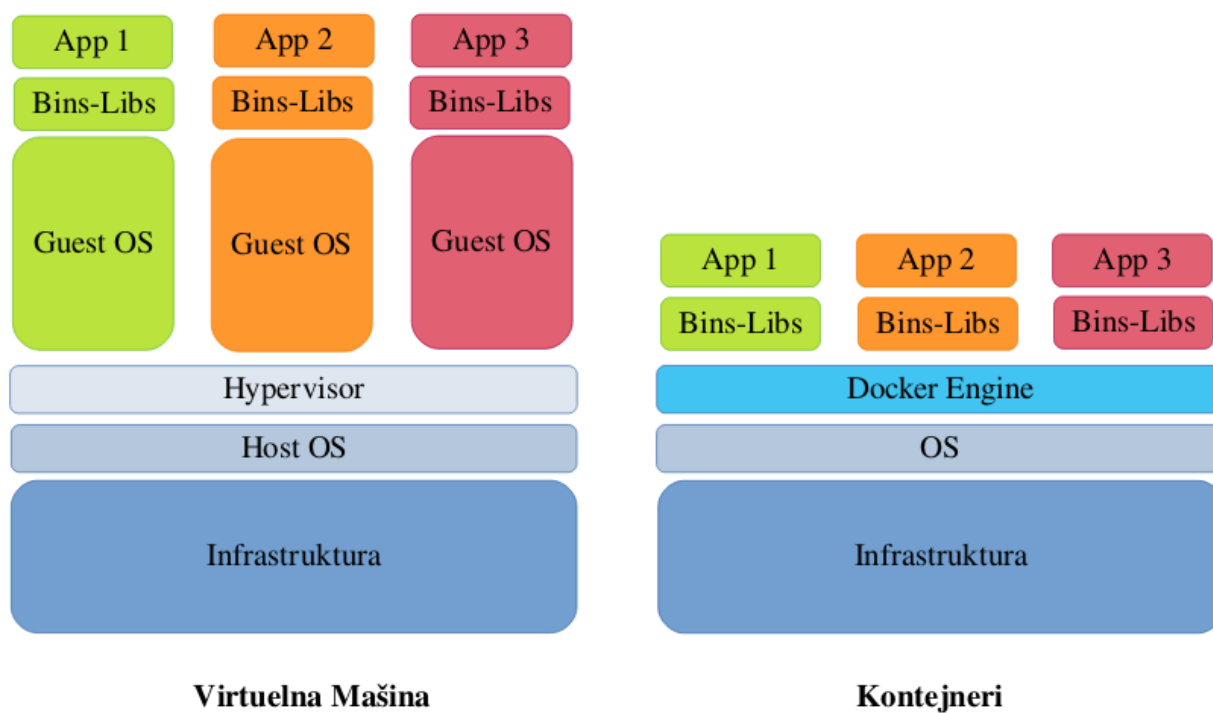 App 1
App 2
App 3
Bins-Libs
Bins-Libs
Bins-Libs
Guest OS
Guest OS
Guest OS
Hypervisor
Host OS
Infrastruktura
Virtuelna Mašina
App 1
App 2
App 3
Bins-Libs
Bins-Libs
Bins-Libs
Docker Engine
OS
Infrastruktura
Kontejneri